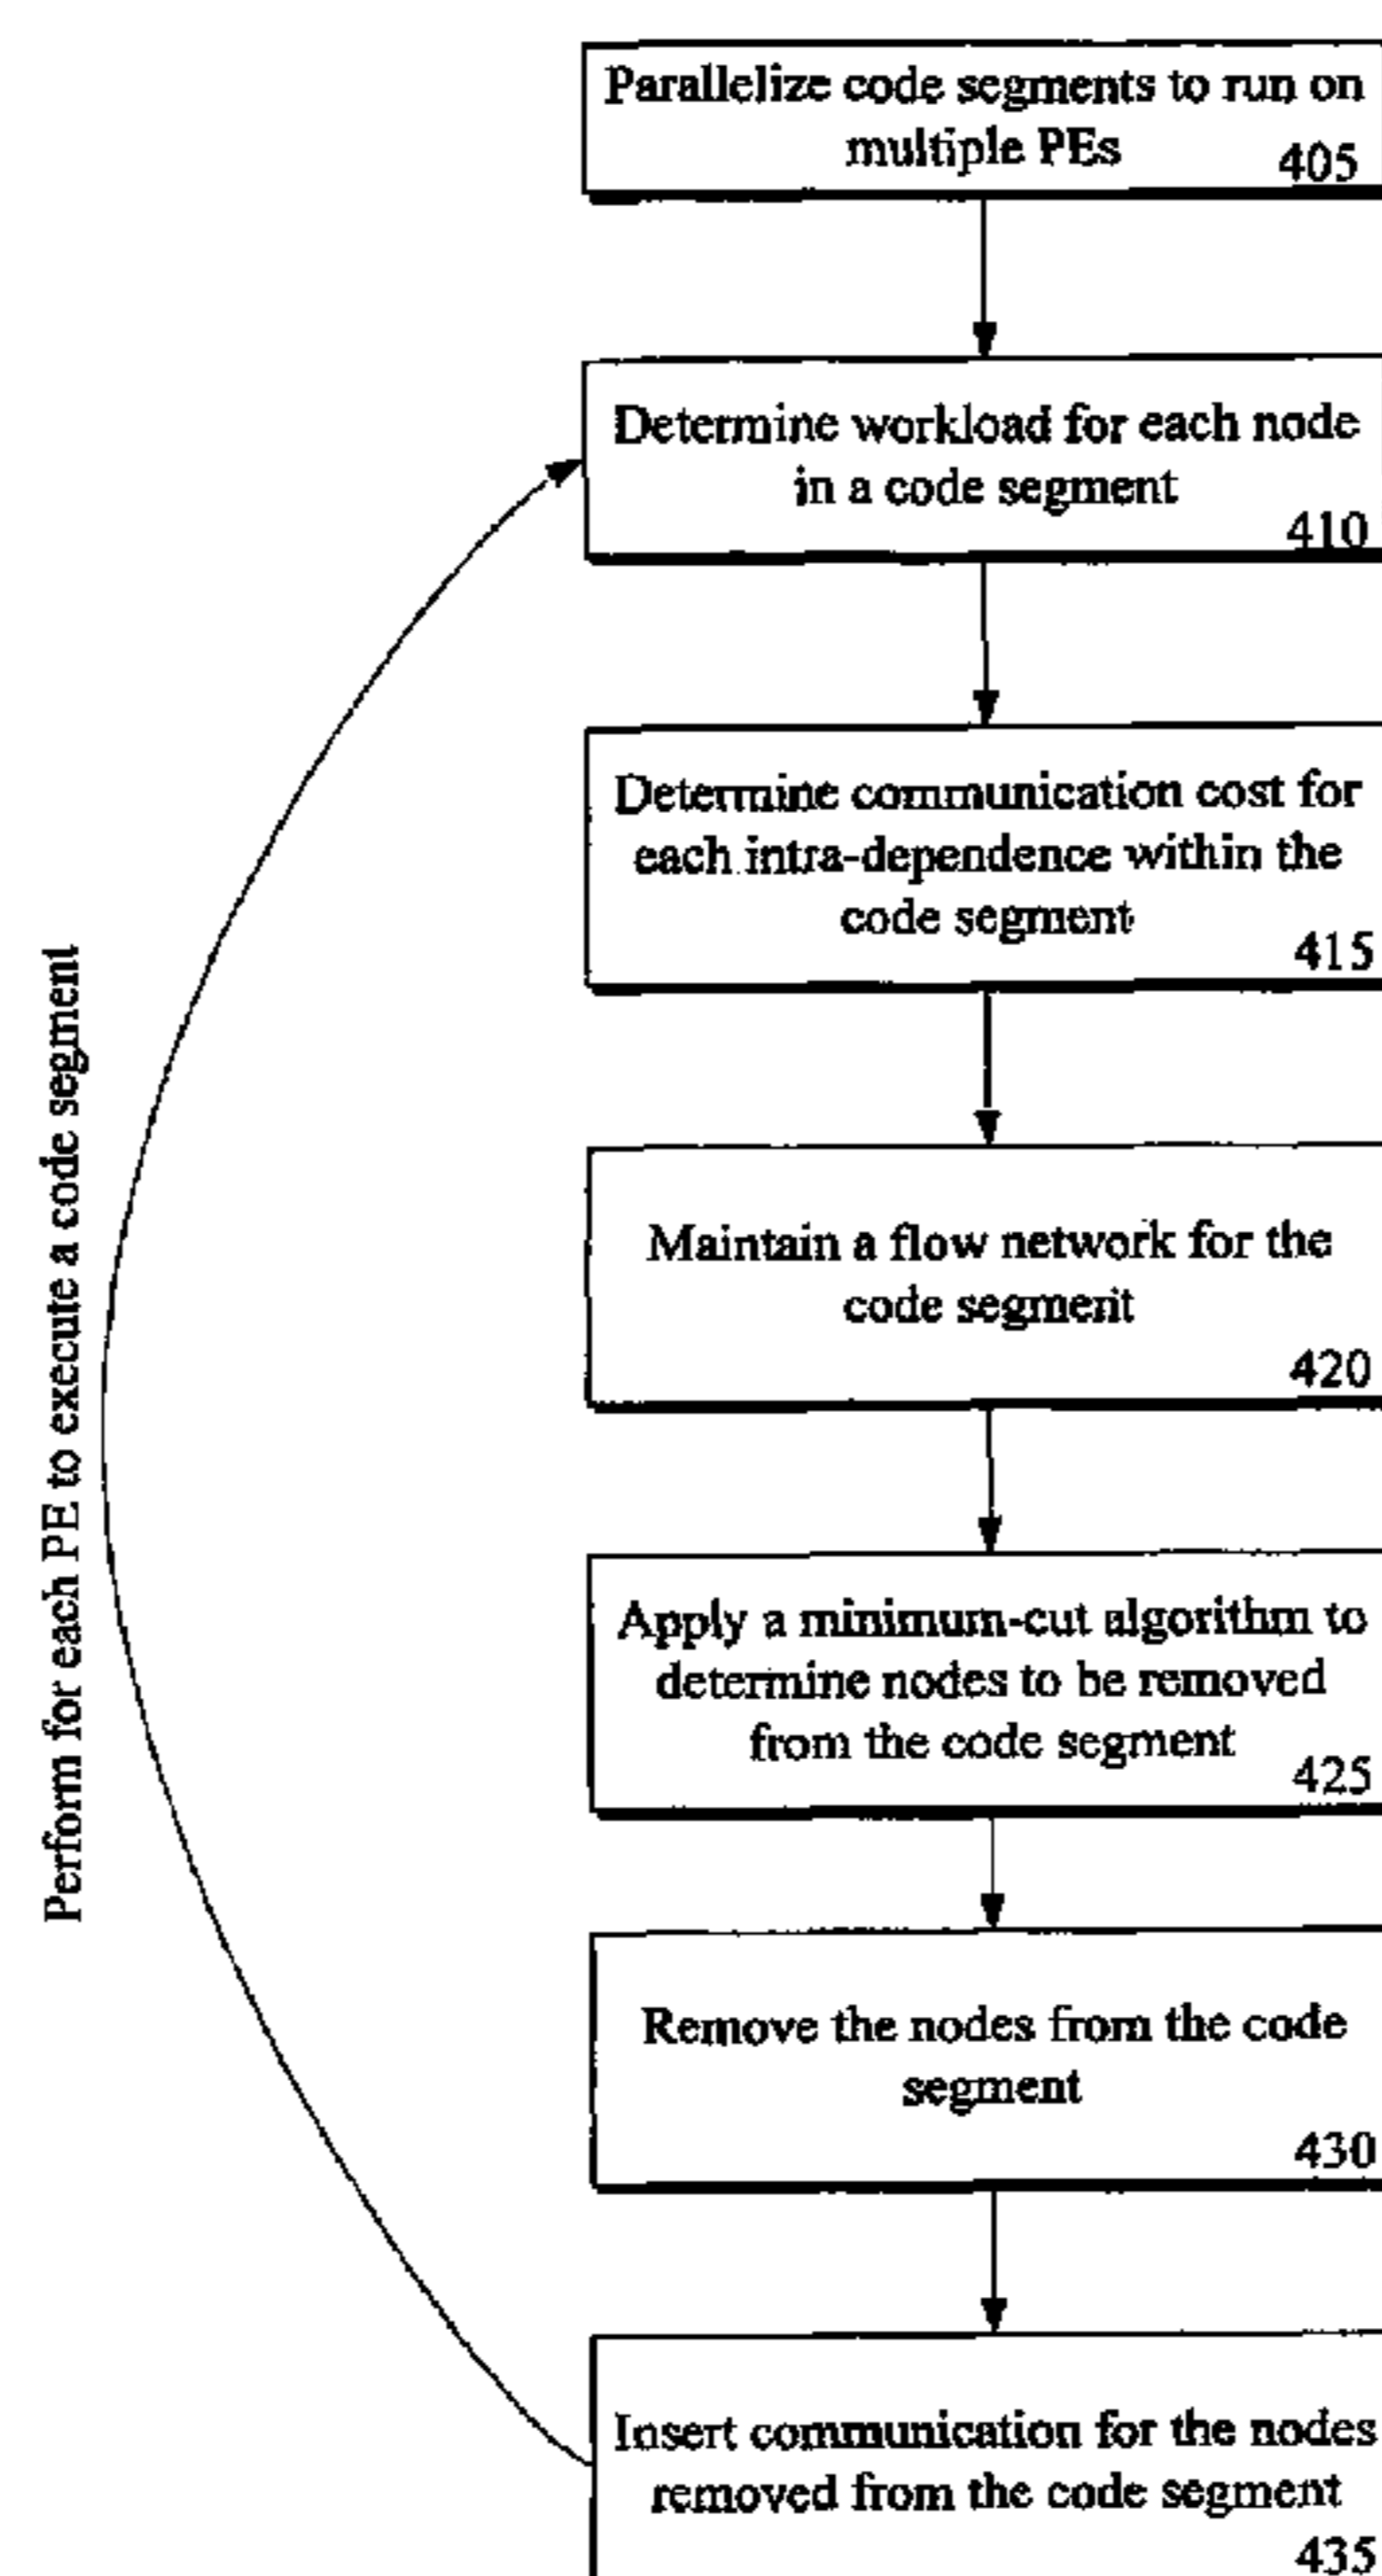 Parallelize code segments to run on
multiple PEs
405
Determine workload for each node
in a code segment
410
Determine communication cost for
each intra-dependence within the
code segment
415
Maintain a flow network for the
code segment
420
Apply a minimum-cut algorithm to
determine nodes to be removed
from the code segment
425
Remove the nodes from the code
segment
430
Insert communication for the nodes
removed from the code segment
435
Perform for each PE to execute a code segment